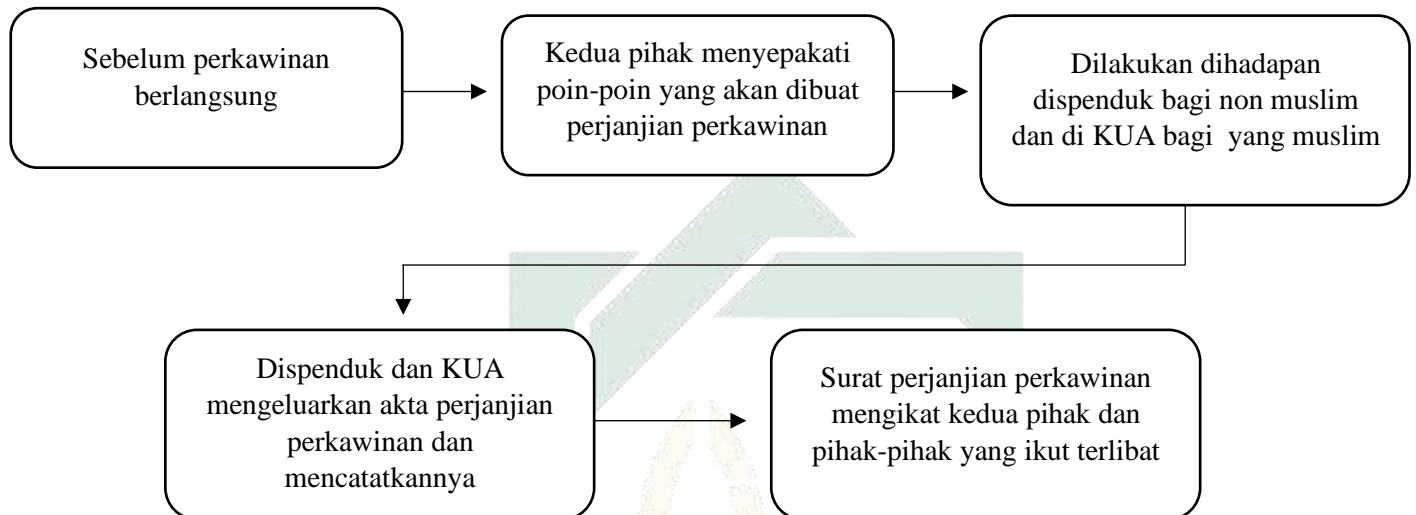 Sebelum perkawinan
berlangsung
Kedua pihak menyepakati
poin-poin yang akan dibuat
perjanjian perkawinan
Dilakukan dihadapan
dispenduk bagi non muslim
dan di KUA bagi  yang muslim
Dispenduk dan KUA
mengeluarkan akta perjanjian
perkawinan dan
mencatatkannya
Surat perjanjian perkawinan
mengikat kedua pihak dan
pihak-pihak yang ikut terlibat